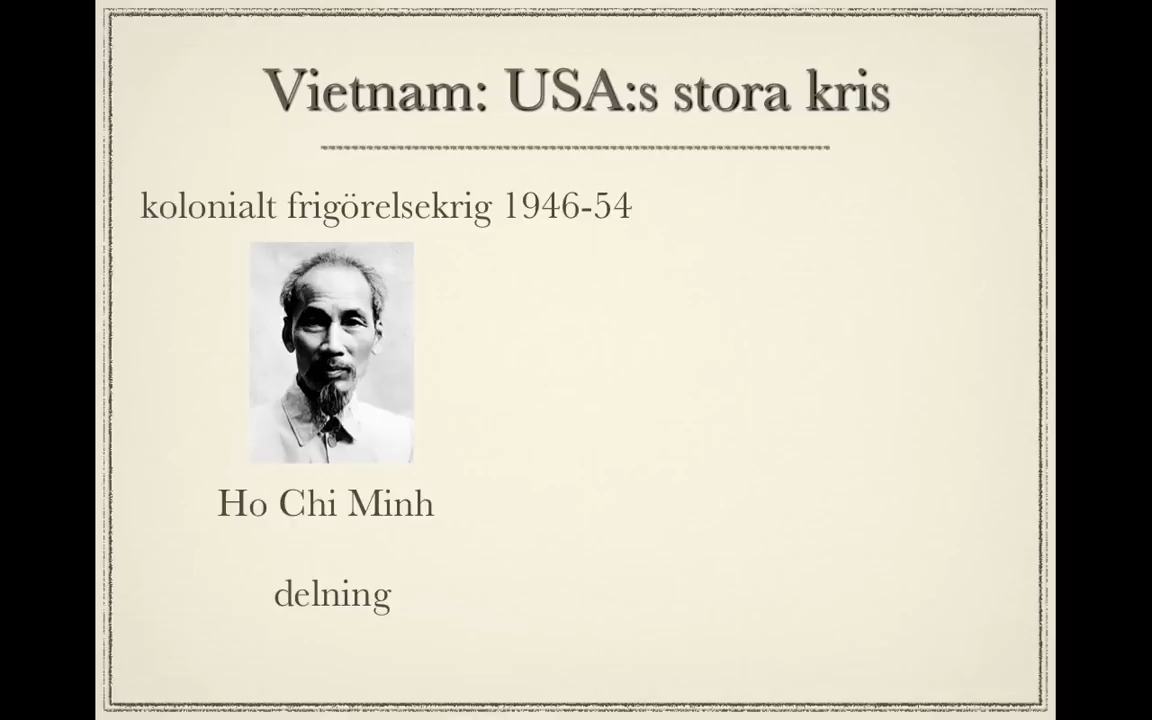 Vietnam: USA:s stora kris
kolonialt frigörelsekrig 1946-54
Ho Chi Minh
delning